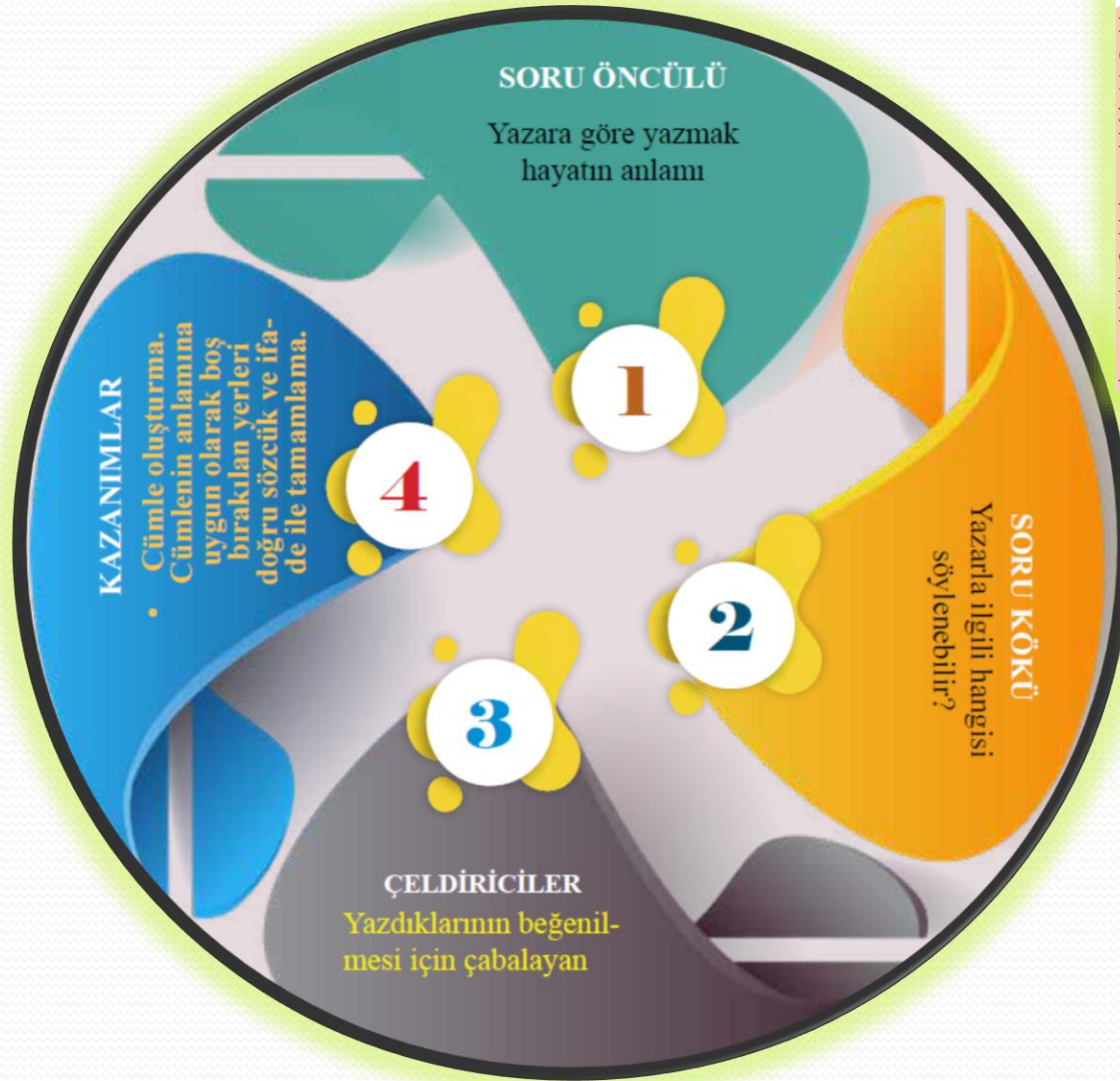 SORU ÖNCÜLÜ
Yazara göre yazmak
hayatın anlamı
1
SORU KÖKÜ
Yazarla ilgili hangisi
söylenebilir?
2
3
ÇELDİRİCİLER
Yazdıklarının beğenil-
mesi için çabalayan
4
KAZANIMLAR
• Cümle oluşturma.
Cümlenin anlamına
uygun olarak boş
bırakılan yerleri
doğru sözcük ve ifa-
de ile tamamlama.